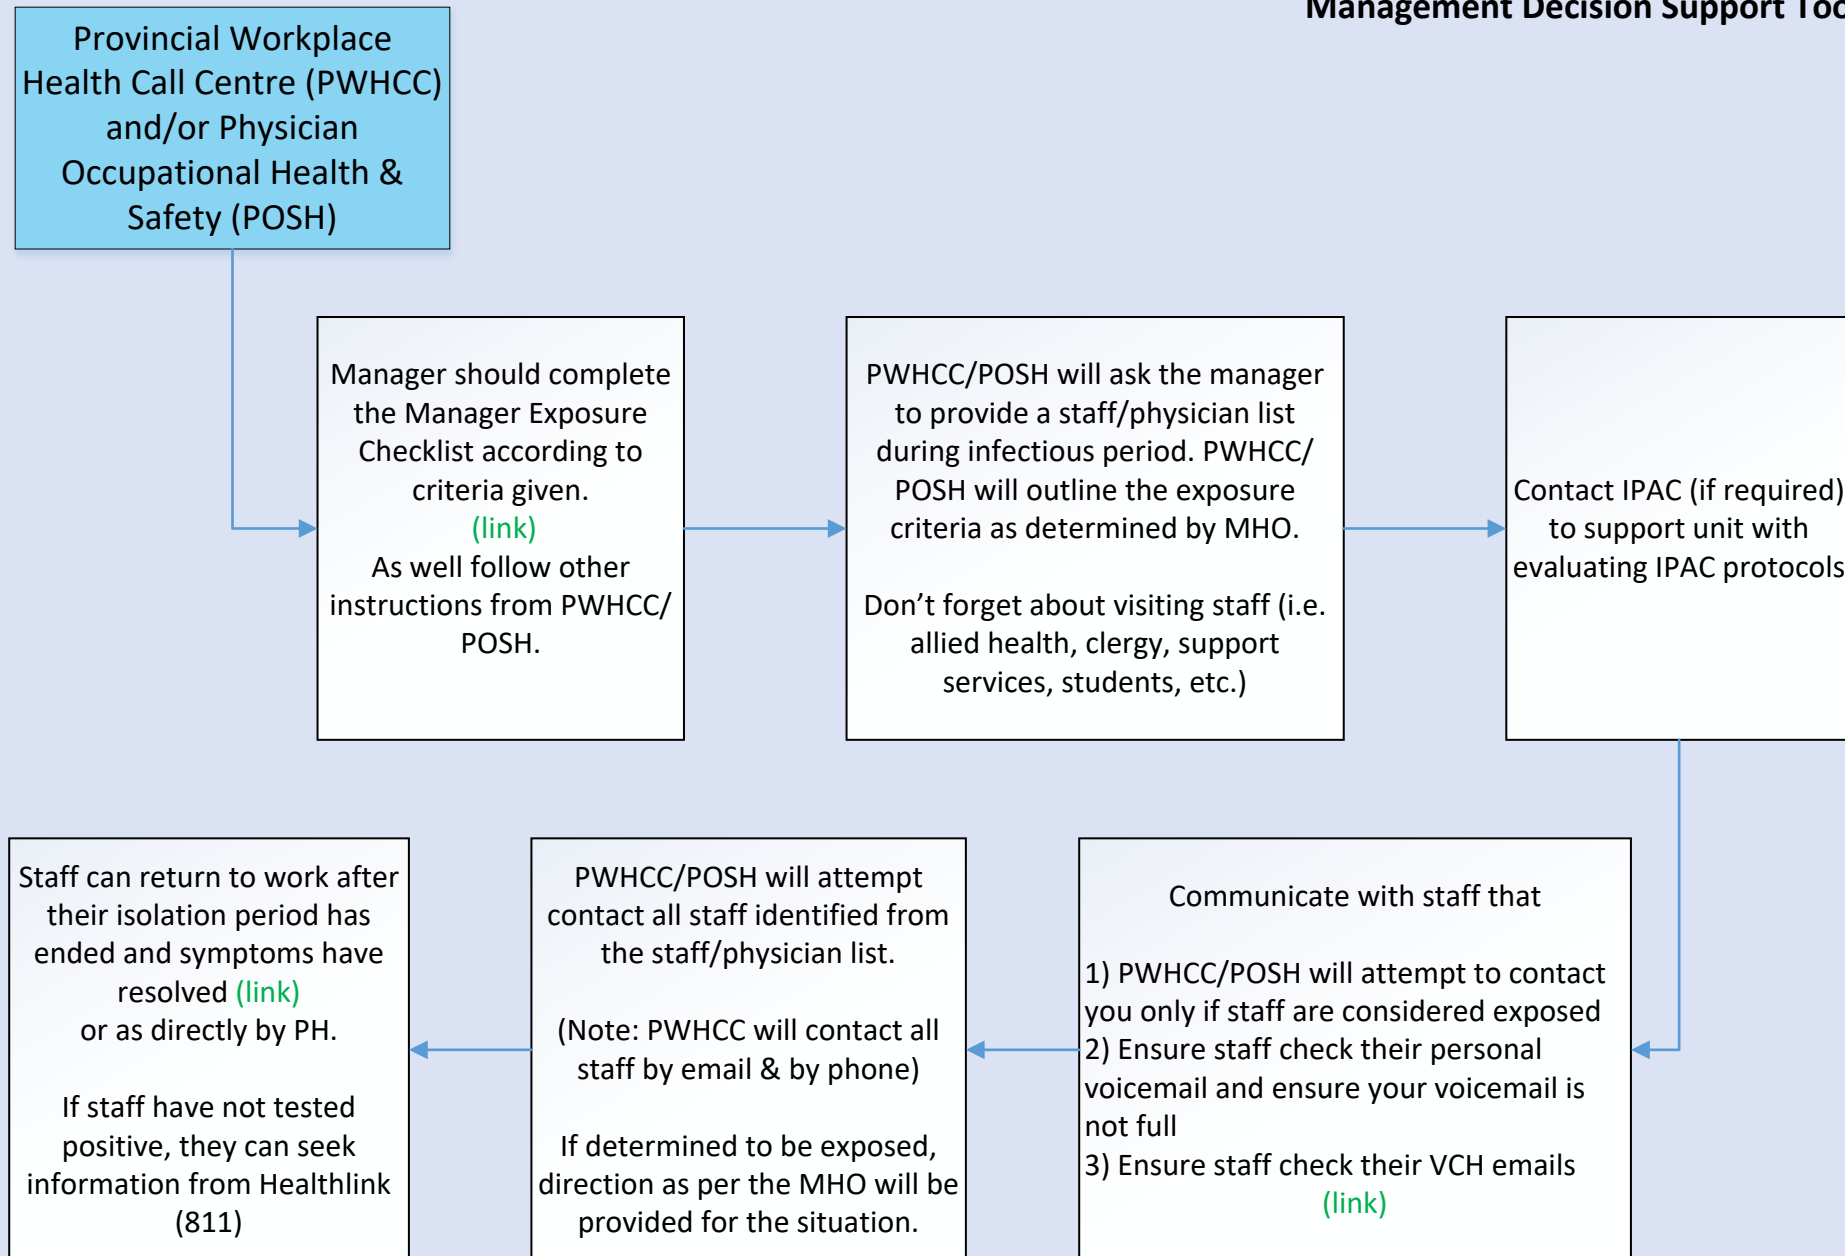 Management Decision Support Too
Provincial Workplace
Health Call Centre (PWHCC)
and/or Physician
Occupational Health &
Safety (POSH)
Manager should complete
the Manager Exposure
Checklist according to
criteria given.
(link)
As well follow other
instructions from PWHCC/
POSH.
PWHCC/POSH will ask the manager
to provide a staff/physician list
during infectious period. PWHCC/
POSH will outline the exposure
criteria as determined by MHO.
Don’t forget about visiting staff (i.e.
allied health, clergy, support
services, students, etc.)
Contact IPAC (if required)
to support unit with
evaluating IPAC protocols
Communicate with staff that
1) PWHCC/POSH will attempt to contact
you only if staff are considered exposed
2) Ensure staff check their personal
voicemail and ensure your voicemail is
not full
3) Ensure staff check their VCH emails
(link)
PWHCC/POSH will attempt
contact all staff identified from
the staff/physician list.
(Note: PWHCC will contact all
staff by email & by phone)
If determined to be exposed,
direction as per the MHO will be
provided for the situation.
Staff can return to work after
their isolation period has
ended and symptoms have
resolved (link)
or as directly by PH.
If staff have not tested
positive, they can seek
information from Healthlink
(811)